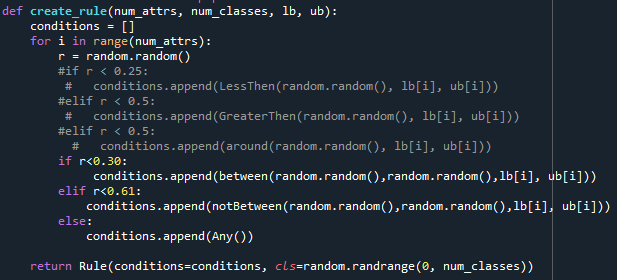 def create_rule(num_attrs, num_classes, lb, ub):
    conditions = []
    for i in range(num_attrs):
        r = random.random()
        #if r < 0.25:
         #   conditions.append(LessThen(random.random(), lb[i], ub[i]))
        #elif r < 0.5:
         #   conditions.append(GreaterThen(random.random(), lb[i], ub[i]))
        #elif r < 0.5:
          #   conditions.append(around(random.random(), lb[i], ub[i]))
        if r<0.30:
             conditions.append(between(random.random(),random.random(),lb[i], ub[i]))
        elif r<0.61:
            conditions.append(notBetween(random.random(),random.random(),lb[i], ub[i]))
        else:
            conditions.append(Any())
    return Rule(conditions=conditions, cls=random.randrange(0, num_classes))